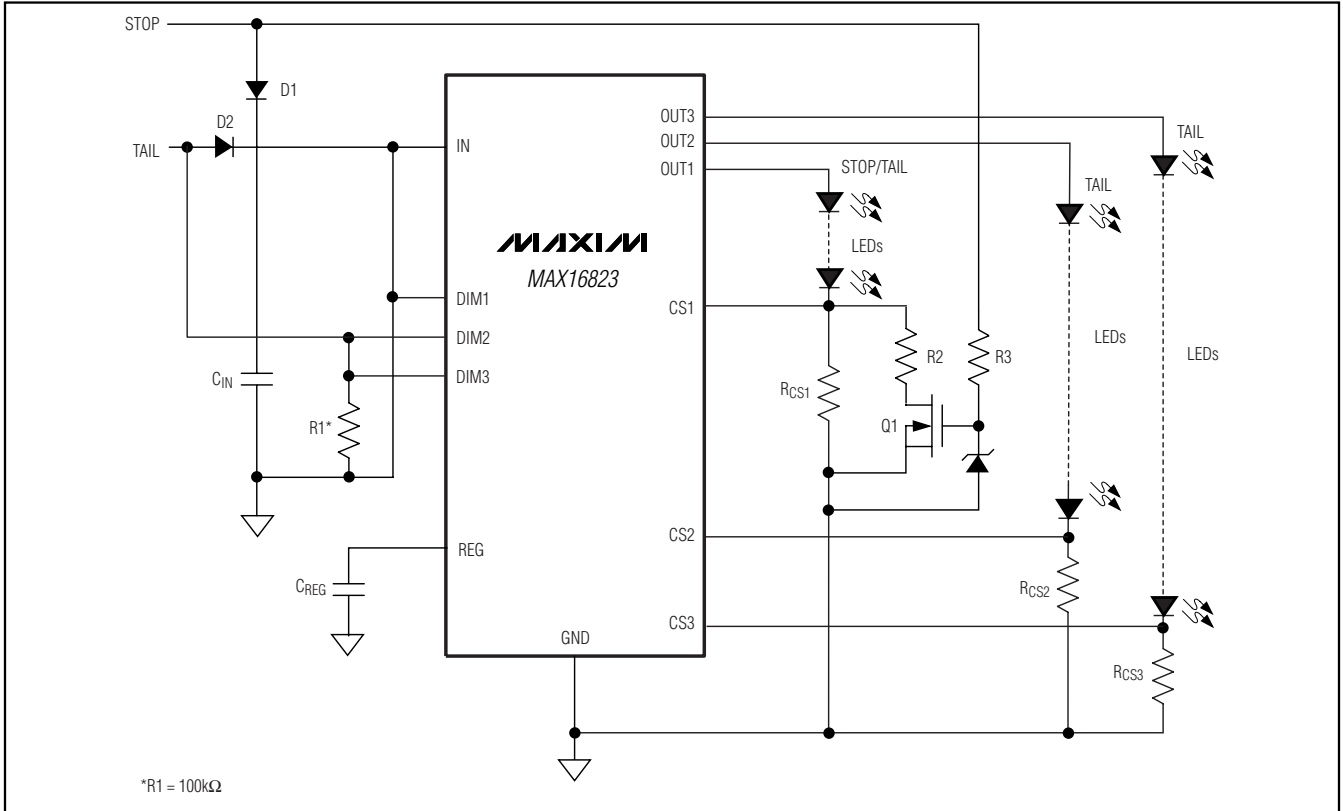 STOP
D1
D2
TAIL
IN
OUT3
OUT2
OUT1
TAIL
STOP/TAIL
TAIL
LEDs
MAXIM
MAX16823
DIM1
DIM2
DIM3
CS1
R2
R3
LEDs
LEDs
CIN
R1*
RCS1
Q1
CS2
REG
CREG
RCS2
CS3
GND
RCS3
*R1 = 100kΩ